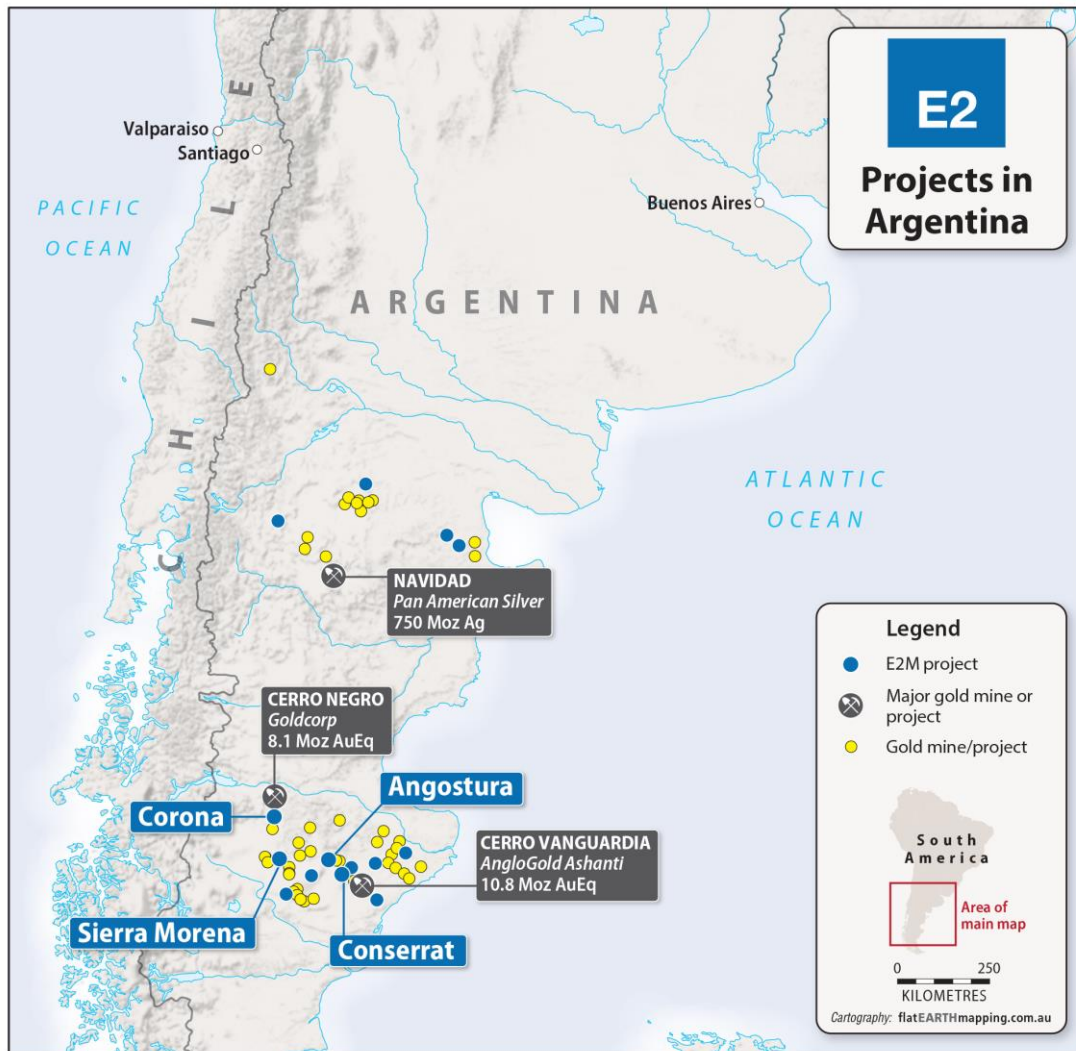 E2
Projects in
Argentina
CHILE
Valparaiso
Santiago
PACIFIC
OCEAN
Buenos Aires
ARGENTINA
ATLANTIC
OCEAN
NAVIDAD
Pan American Silver
750 Moz Ag
CERRO NEGRO
Goldcorp
8.1 Moz AuEq
Angostura
Corona
CERRO VANGUARDIA
AngloGold Ashanti
10.8 Moz AuEq
Sierra Morena
Conserrat
Legend
E2M project
Major gold mine or
project
Gold mine/project
South
America
Area of
main map
0 250
KILOMETRES
Cartography: flatEARTHmapping.com.au